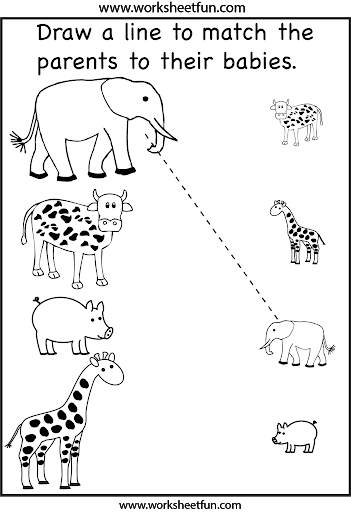 www.worksheetfun.com
Draw a line to match the
parents to their babies.
www.worksheetfun.com